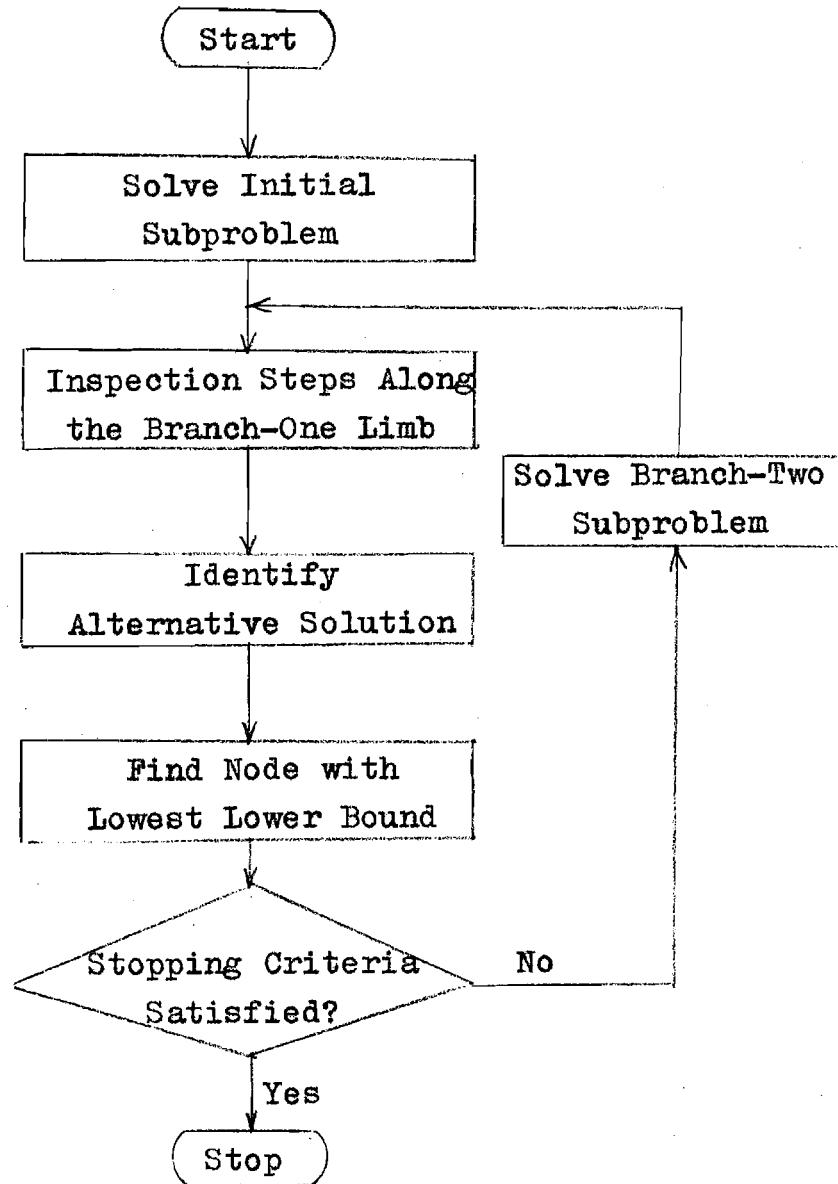 Start
Solve Initial
Subproblem
Inspection Steps Along
the Branch-One Limb
Solve Branch-Two
Subproblem
Identify
Alternative Solution
Find Node with
Lowest Lower Bound
Stopping Criteria
Satisfied?
No
Yes
Stop